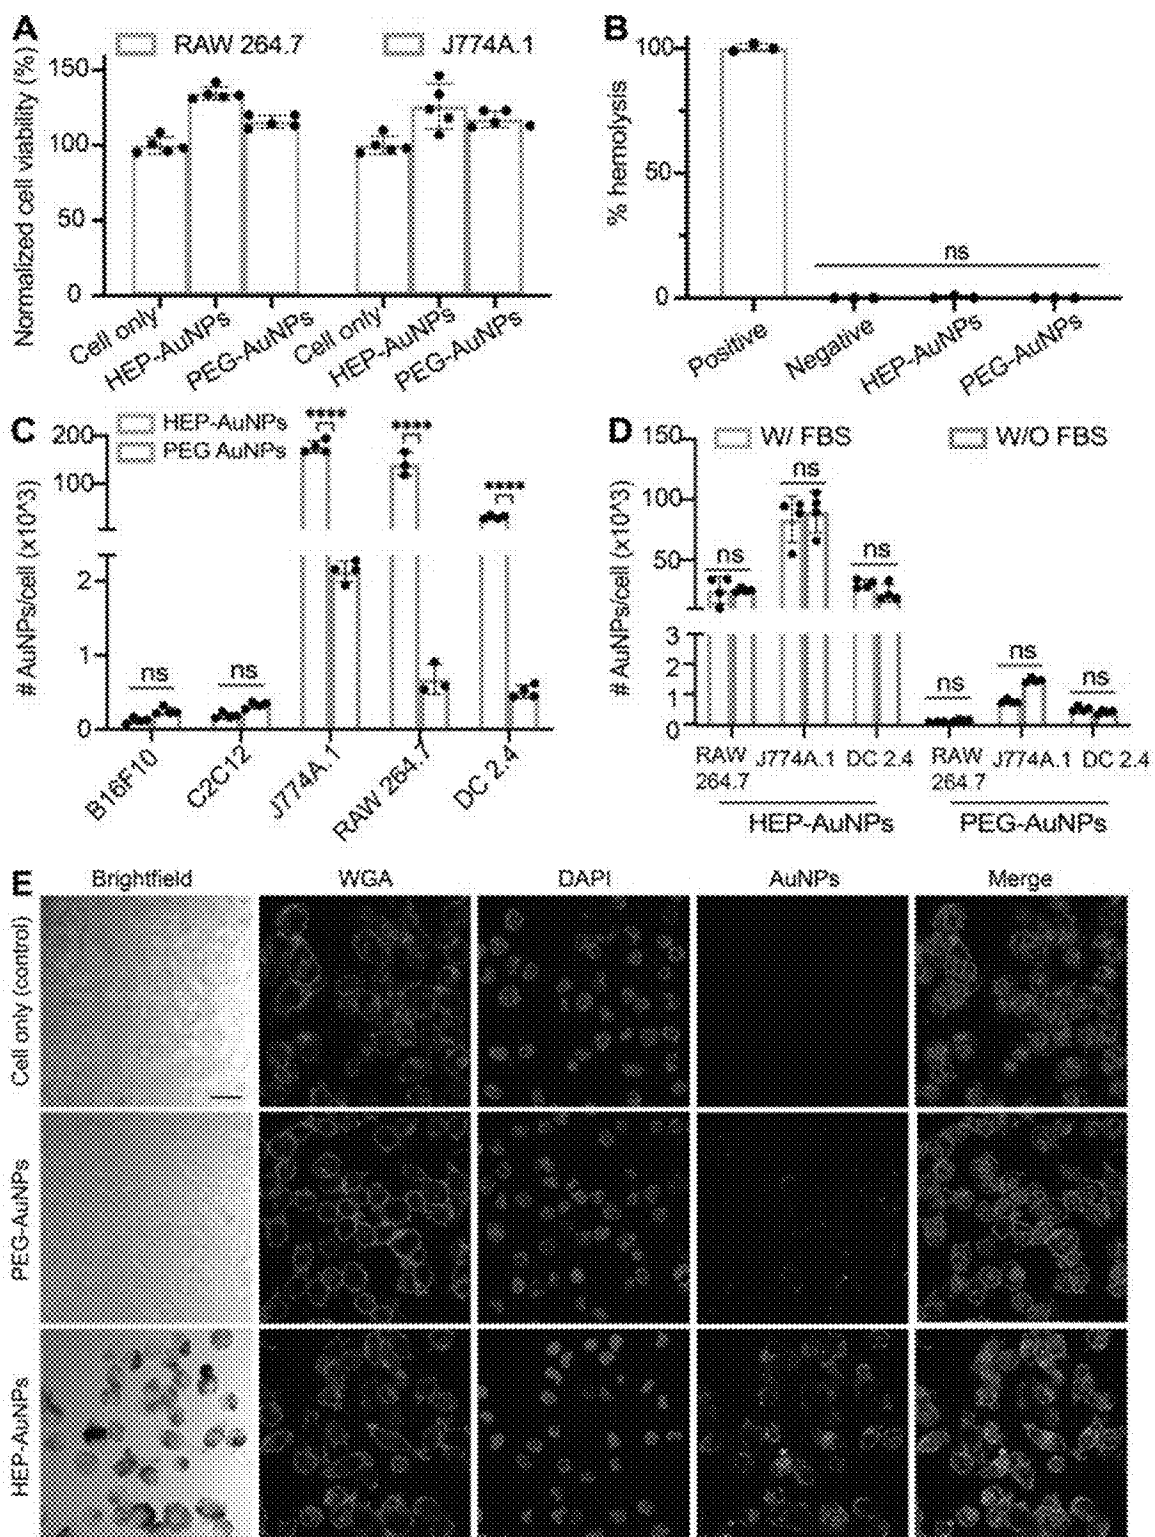 A
RAW 264.7
J774A.1
Normalized cell viability (%)
150
100
50
0
Cell only
HEP-AuNPs
PEG-AuNPs
Cell only
HEP-AuNPs
PEG-AuNPs
B
% hemolysis
100
50
0
ns
Positive
Negative
HEP-AuNPs
PEG-AuNPs
C
HEP-AuNPs
PEG AuNPs
# AuNPs/cell (x10^3)
200
100
2
1
0
ns
ns
****
****
****
B16F10
C2C12
J774A.1
RAW 264.7
DC 2.4
D
W/ FBS
W/O FBS
# AuNPs/cell (x10^3)
150
100
50
3
2
1
0
ns
ns
ns
ns
ns
ns
RAW 264.7
J774A.1
DC 2.4
RAW 264.7
J774A.1
DC 2.4
HEP-AuNPs
PEG-AuNPs
E
Brightfield
WGA
DAPI
AuNPs
Merge
Cell only (control)
PEG-AuNPs
HEP-AuNPs